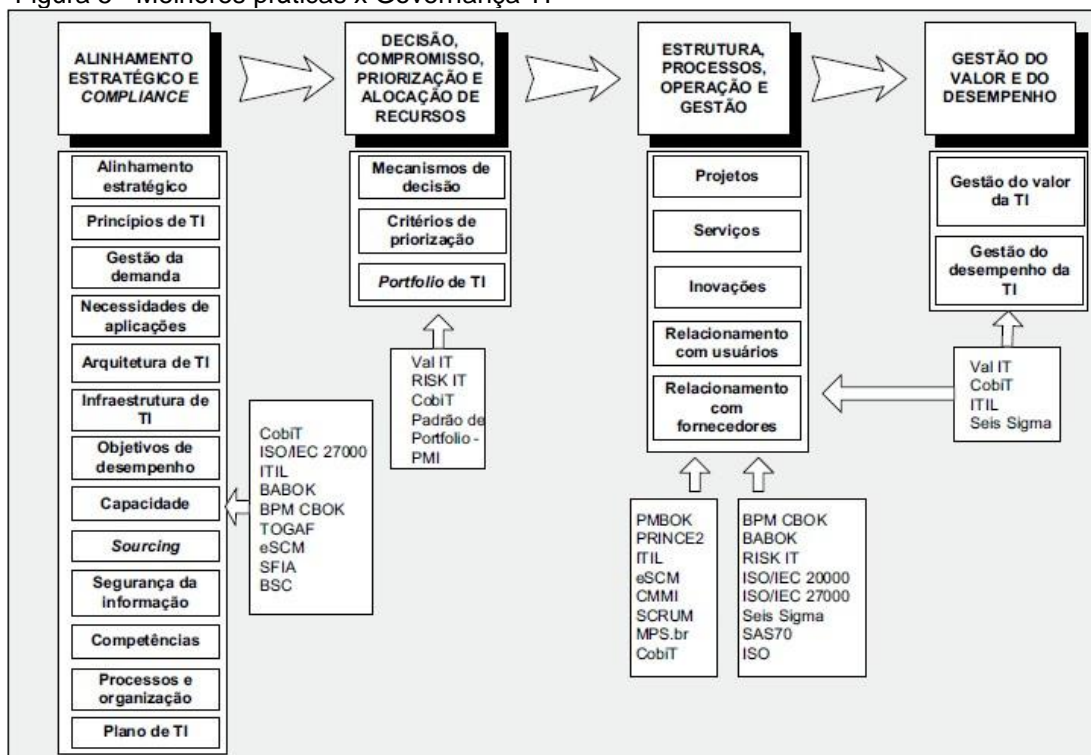 Figura 3 - Melhores práticas x Governança TI
ALINHAMENTO
ESTRATÉGICO E
COMPLIANCE
DECISÃO,
COMPROMISSO,
PRIORIZAÇÃO E
ALOCAÇÃO DE
RECURSOS
ESTRUTURA,
PROCESSOS,
OPERAÇÃO E
GESTÃO
GESTÃO DO
VALOR E DO
DESEMPENHO
Alinhamento
estratégico
Princípios de TI
Gestão da
demanda
Necessidades de
aplicações
Arquitetura de TI
Infraestrutura de
TI
Objetivos de
desempenho
Capacidade
Sourcing
Segurança da
informação
Competências
Processos e
organização
Plano de TI
CobiT
ISO/IEC 27000
ITIL
BABOK
BPM CBOK
TOGAF
eSCM
SFIA
BSC
Mecanismos de
decisão
Critérios de
priorização
Portfolio de TI
Val IT
RISK IT
CobiT
Padrão de
Portfolio -
PMI
Projetos
Serviços
Inovações
Relacionamento
com usuários
Relacionamento
com
fornecedores
PMBOK
PRINCE2
ITIL
eSCM
CMMI
SCRUM
MPS.br
CobiT
BPM CBOK
BABOK
RISK IT
ISO/IEC 20000
ISO/IEC 27000
Seis Sigma
SAS70
ISO
Gestão do valor
da TI
Gestão do
desempenho da
TI
Val IT
CobiT
ITIL
Seis Sigma